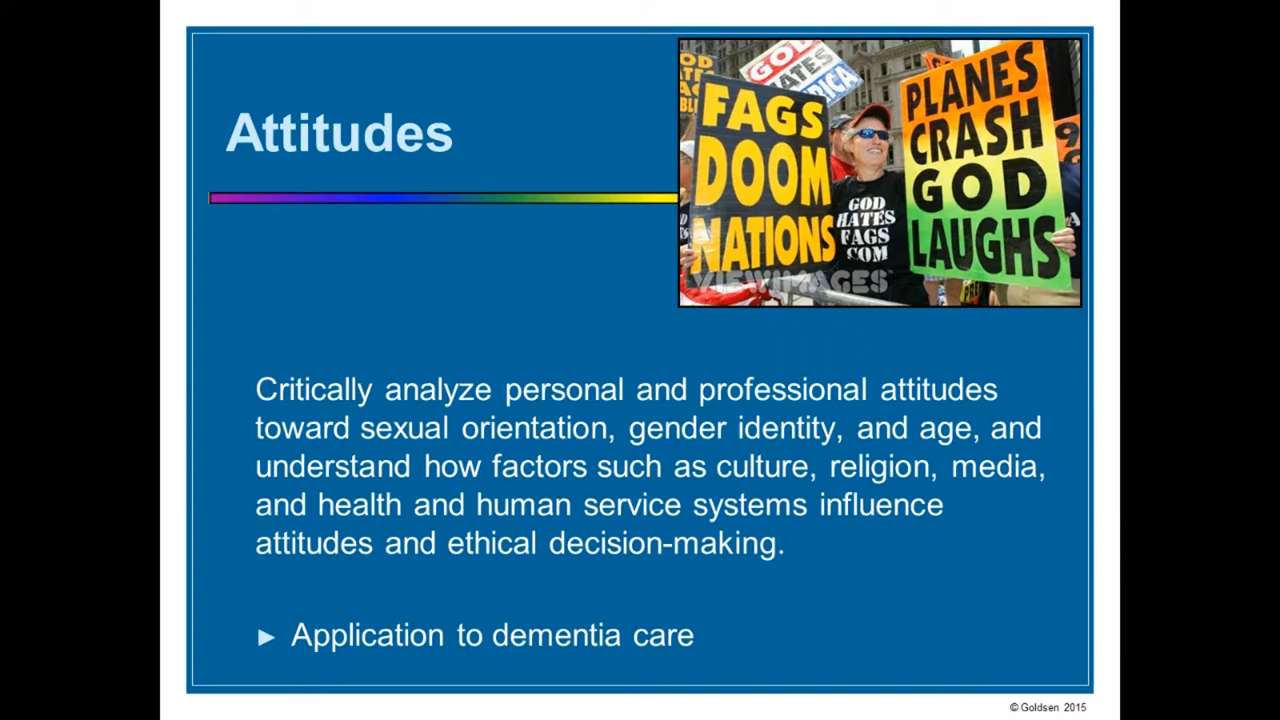 Attitudes
GOD
HATES
FAGS
DOOM
NATIONS
GOD
HATES
FAGS
COM
PLANES
CRASH
GOD
LAUGHS
VIEWIMAGES
Critically analyze personal and professional attitudes
toward sexual orientation, gender identity, and age, and
understand how factors such as culture, religion, media,
and health and human service systems influence
attitudes and ethical decision-making.
► Application to dementia care
© Goldsen 2015